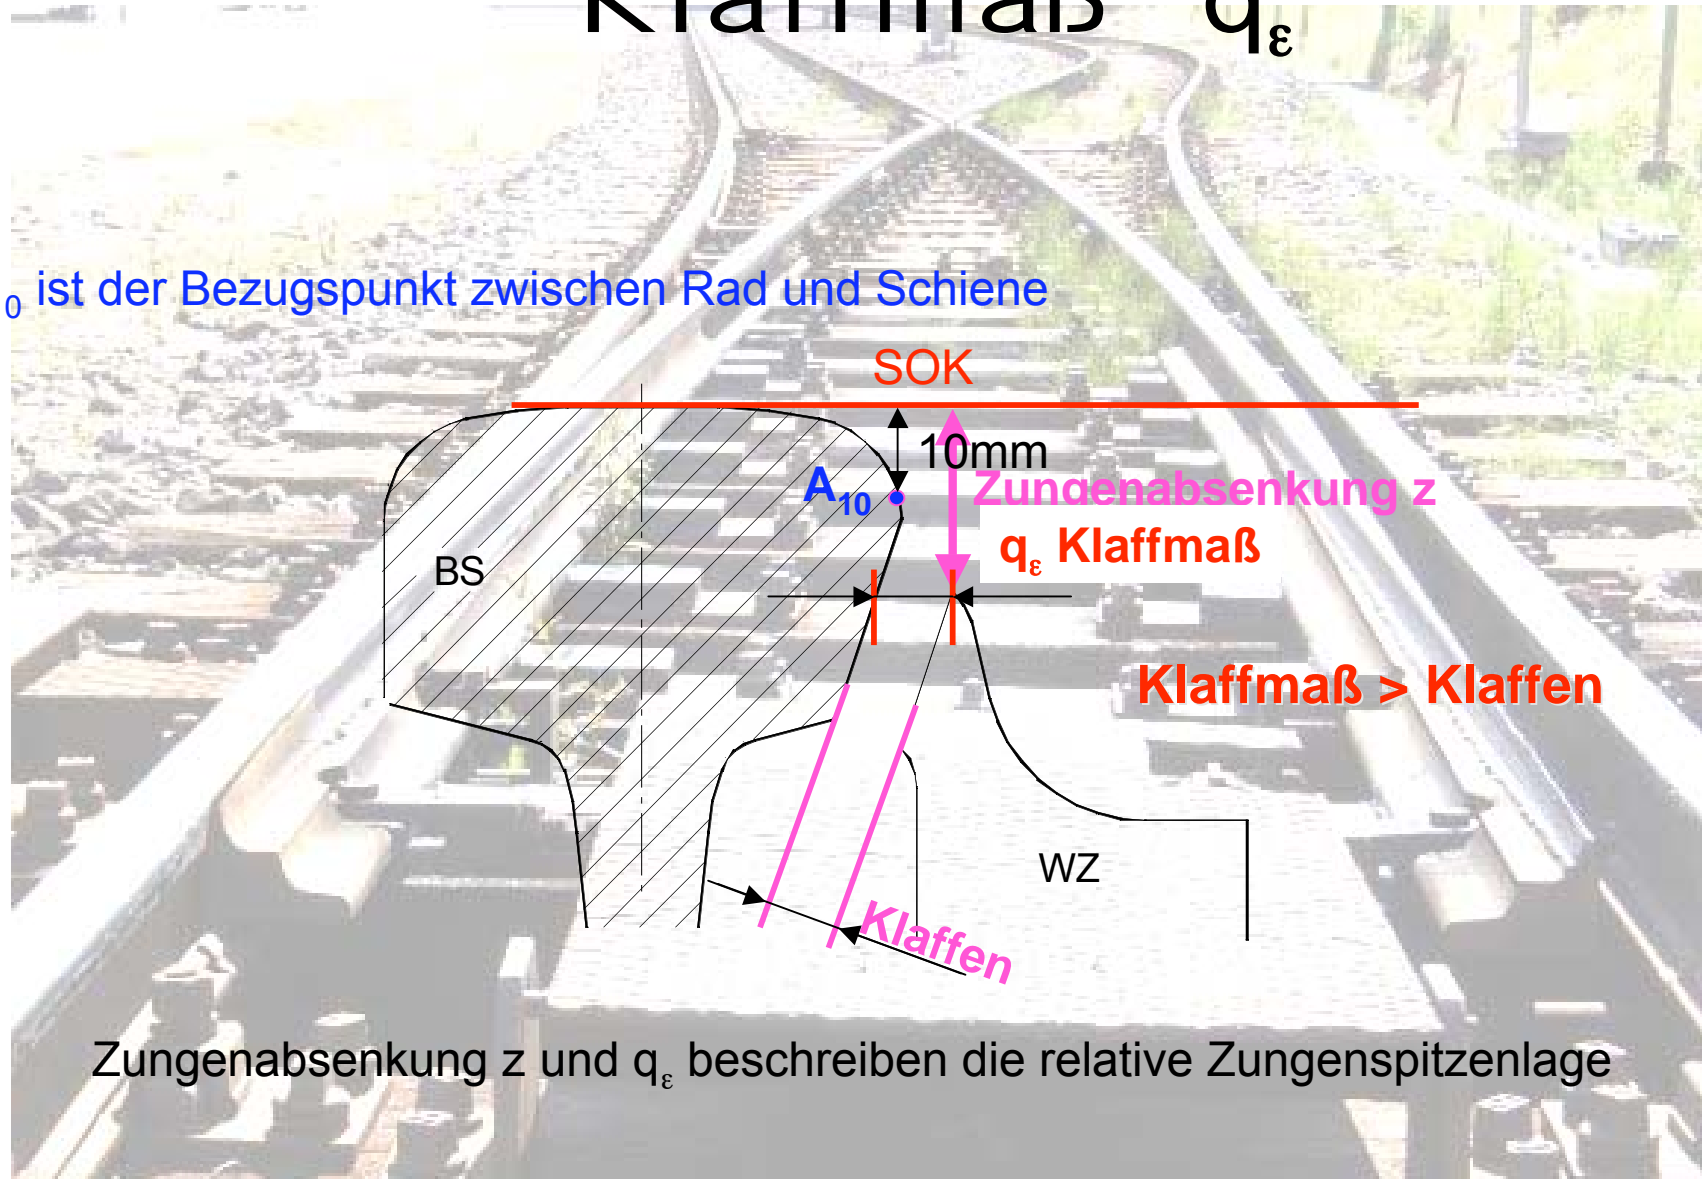 Klaffmaß qε
0 ist der Bezugspunkt zwischen Rad und Schiene
SOK
10mm
A10
Zungenabsenkung z
qε Klaffmaß
BS
Klaffmaß > Klaffen
WZ
Klaffen
Zungenabsenkung z und qε beschreiben die relative Zungenspitzenlage